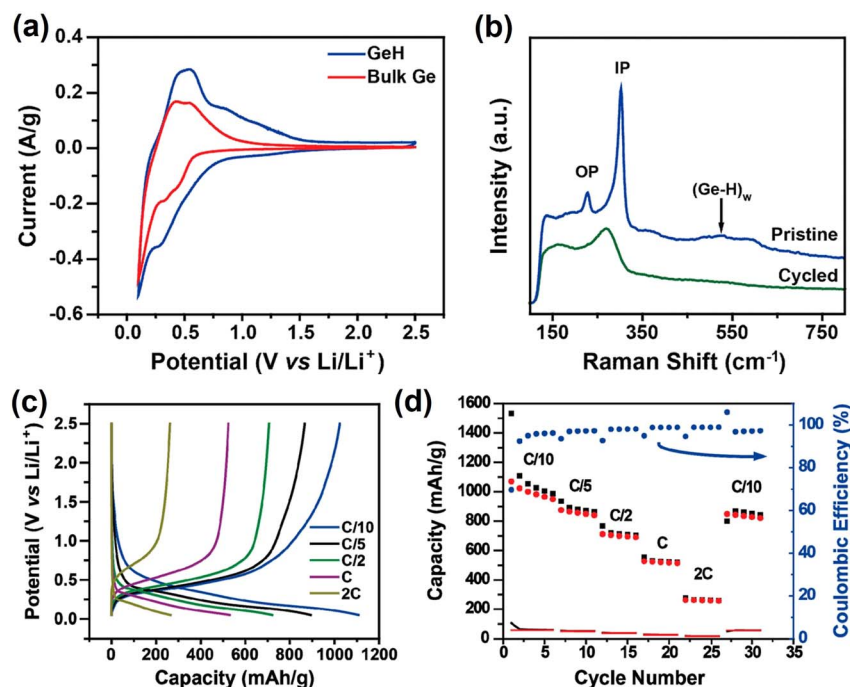 (a)
GeH
Bulk Ge
Current (A/g)
0.4
0.2
0.0
-0.2
-0.4
-0.6
0.0 0.5 1.0 1.5 2.0 2.5
Potential (V vs Li/Li⁺)
(b)
IP
OP
(Ge-H)w
Pristine
Cycled
Intensity (a.u.)
150 350 550 750
Raman Shift (cm⁻¹)
(c)
Potential (V vs Li/Li⁺)
2.5
2.0
1.5
1.0
0.5
0.0
C/10
C/5
C/2
C
2C
0 200 400 600 800 1000 1200
Capacity (mAh/g)
(d)
Capacity (mAh/g)
1600
1400
1200
1000
800
600
400
200
0
C/10
C/5
C/2
C
2C
C/10
100
80
60
40
20
0
Coulombic Efficiency (%)
0 5 10 15 20 25 30 35
Cycle Number